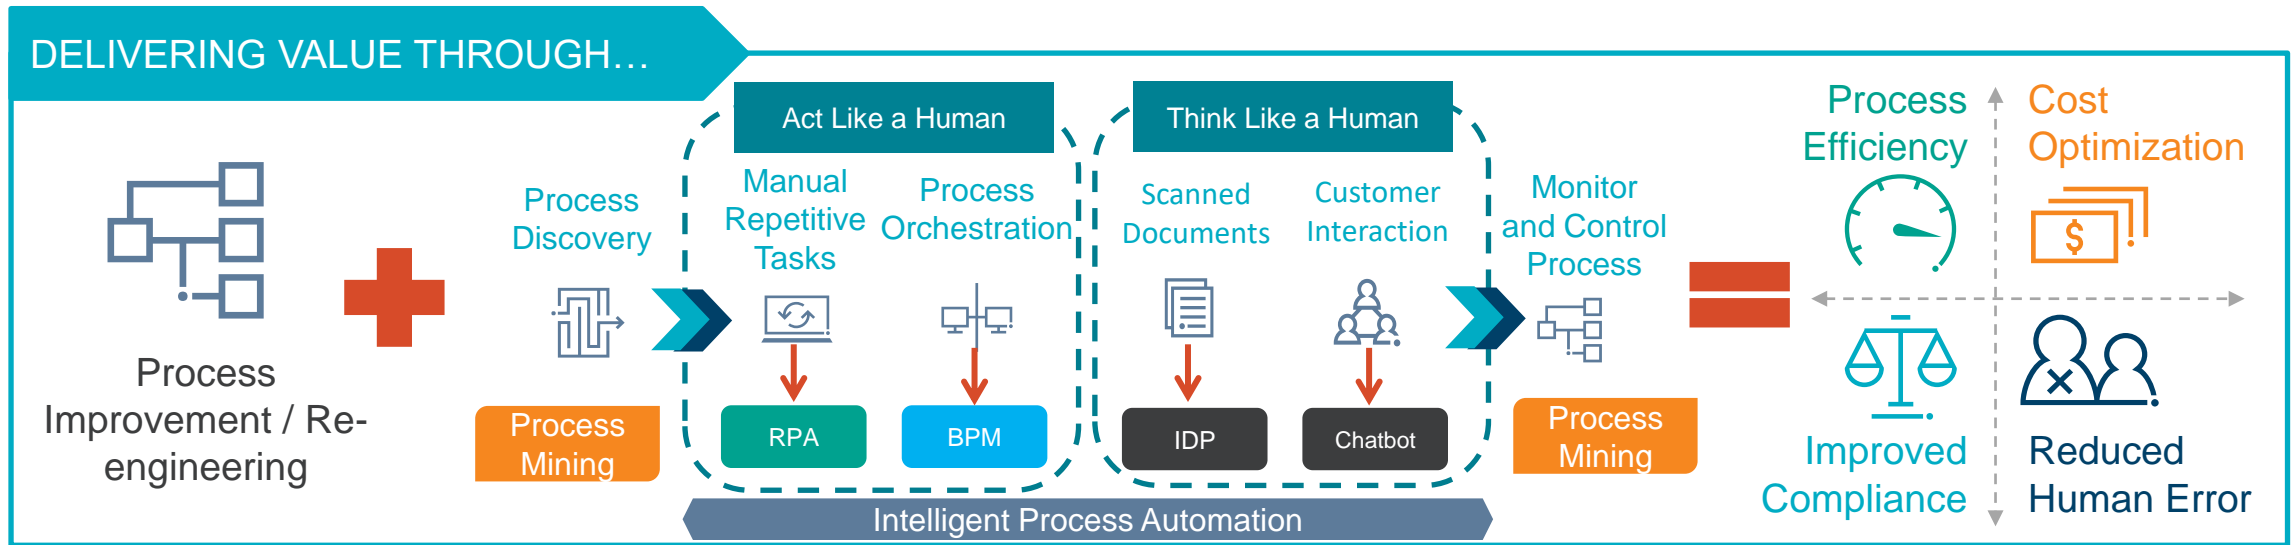 DELIVERING VALUE THROUGH…
Process
Improvement / Re-
engineering
Process
Discovery
Process
Mining
Act Like a Human
Manual
Repetitive
Tasks
RPA
Process
Orchestration
BPM
Think Like a Human
Scanned
Documents
IDP
Customer
Interaction
Chatbot
Intelligent Process Automation
Monitor
and Control
Process
Process
Mining
Process
Efficiency
Cost
Optimization
$
Improved
Compliance
Reduced
Human Error